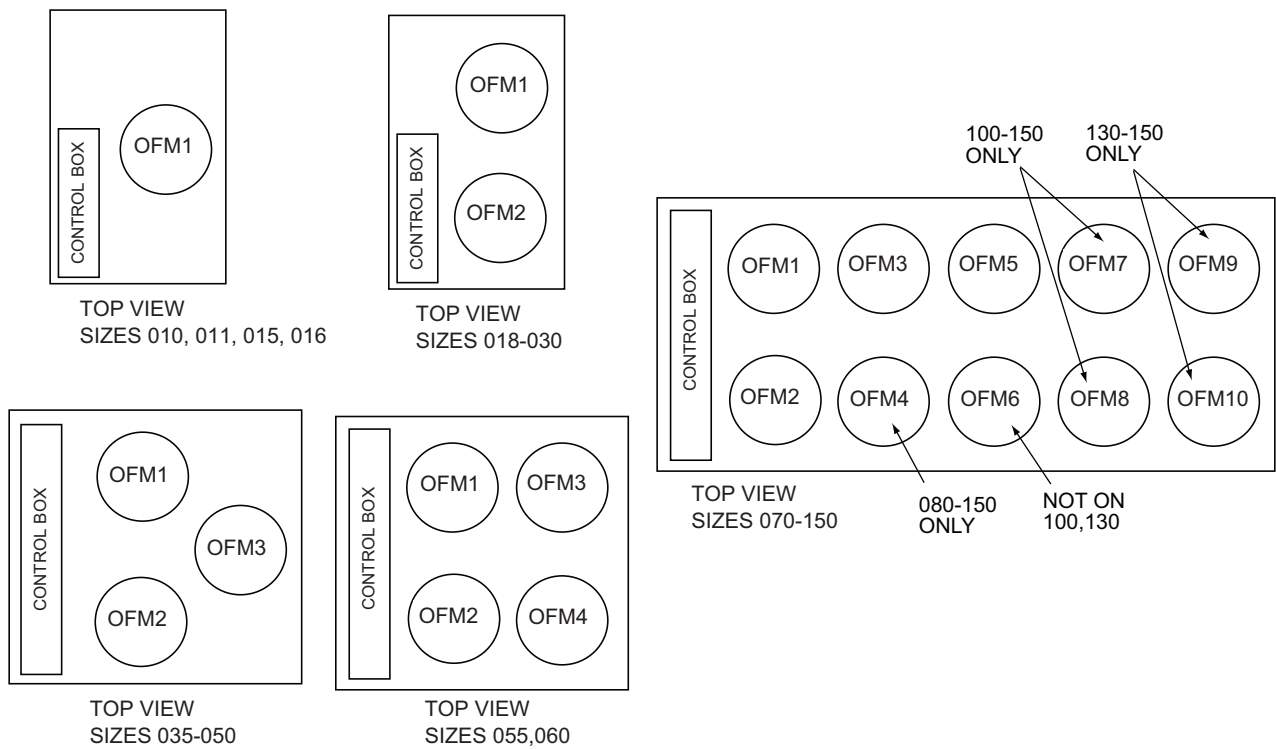 OFM1
CONTROL BOX
TOP VIEW
SIZES 010, 011, 015, 016
OFM1
OFM2
CONTROL BOX
TOP VIEW
SIZES 018-030
100-150
ONLY
130-150
ONLY
CONTROL BOX
OFM1
OFM3
OFM5
OFM7
OFM9
OFM2
OFM4
OFM6
OFM8
OFM10
TOP VIEW
SIZES 070-150
080-150
ONLY
NOT ON
100,130
CONTROL BOX
OFM1
OFM3
OFM2
TOP VIEW
SIZES 035-050
CONTROL BOX
OFM1
OFM3
OFM2
OFM4
TOP VIEW
SIZES 055,060